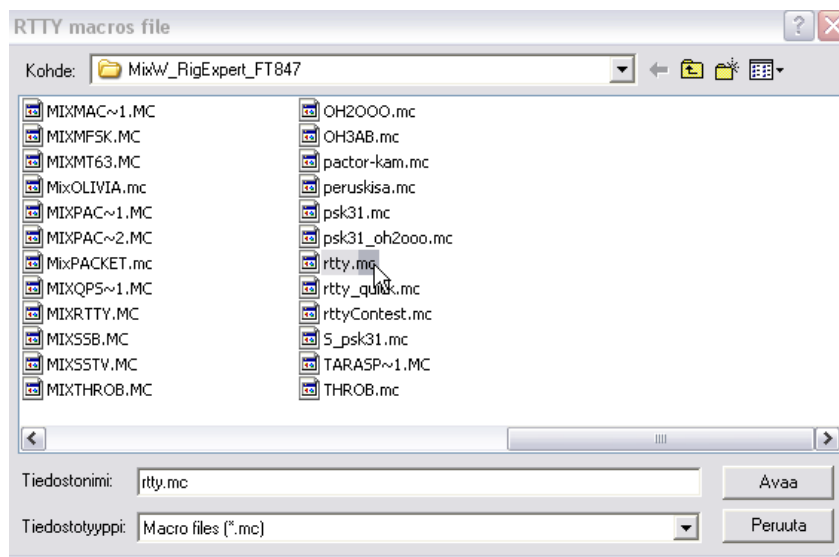 RTTY macros file
Kohde: MixW_RigExpert_FT847
MIXMAC~1.MC
MIXMFSK.MC
MIXMT63.MC
MixOLIVIA.mc
MIXPAC~1.MC
MIXPAC~2.MC
MixPACKET.mc
MIXQPS~1.MC
MIXRTTY.MC
MIXSSB.MC
MIXSSTV.MC
MIXTHROB.MC
OH2OOO.mc
OH3AB.mc
pactor-kam.mc
peruskisa.mc
psk31.mc
psk31_oh2ooo.mc
rtty.mc
rtty_quick.mc
rttyContest.mc
S_psk31.mc
TARASP~1.MC
THROB.mc
Tiedostonimi: rtty.mc
Avaa
Tiedostotyyppi: Macro files (*.mc)
Peruuta